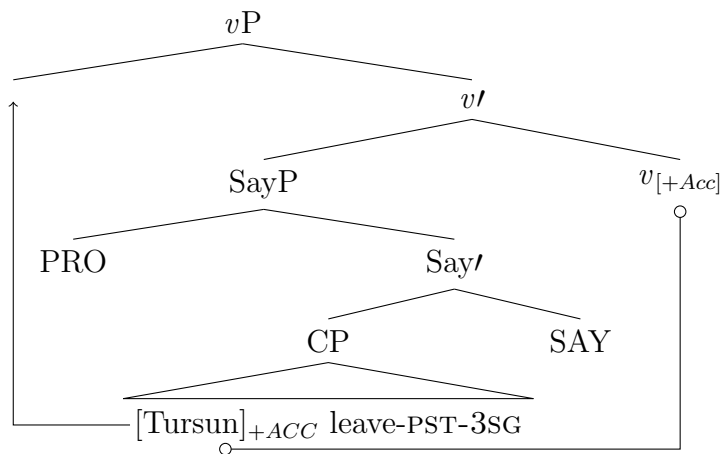 vP
v′
SayP v[+Acc]
PRO Say′
CP SAY
[Tursun]+ACC leave-PST-3SG